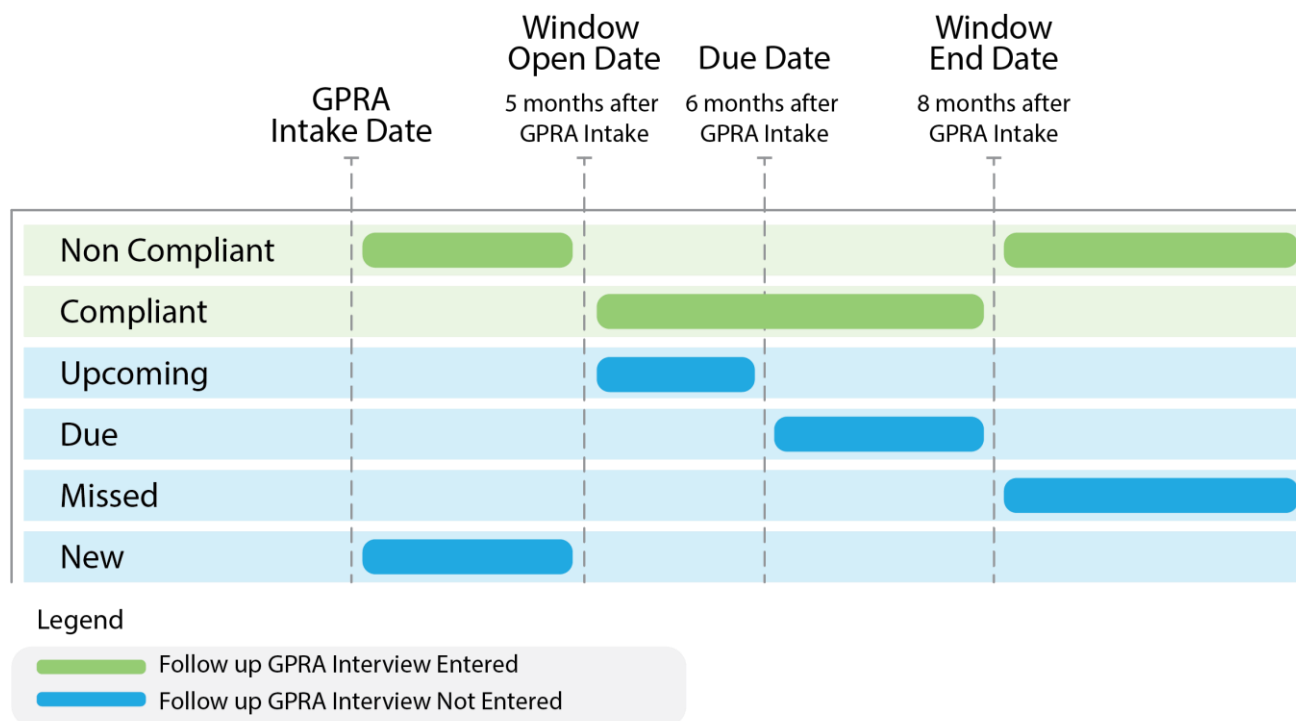 GPRA
Intake Date
Window
Open Date
5 months after
GPRA Intake
Due Date
6 months after
GPRA Intake
Window
End Date
8 months after
GPRA Intake
Non Compliant
Compliant
Upcoming
Due
Missed
New
Legend
Follow up GPRA Interview Entered
Follow up GPRA Interview Not Entered